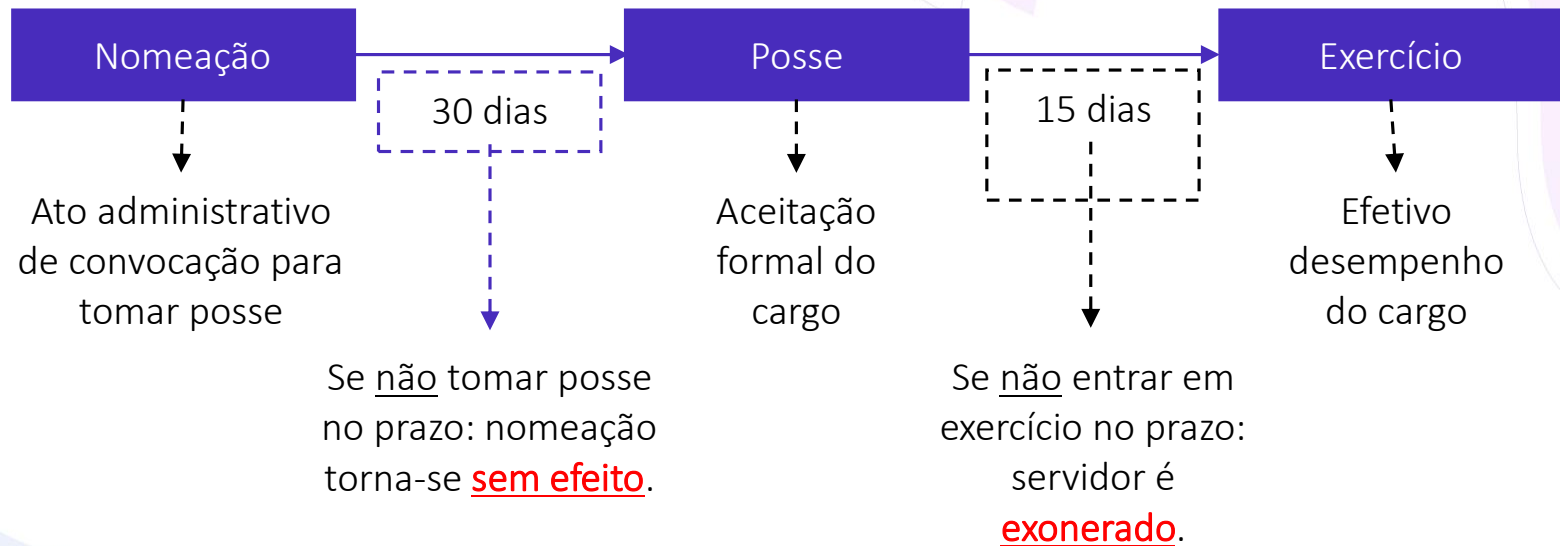 Nomeação
Posse
Exercício
30 dias
15 dias
Ato administrativo
de convocação para
tomar posse
Aceitação
formal do
cargo
Efetivo
desempenho
do cargo
Se não tomar posse
no prazo: nomeação
torna-se sem efeito.
Se não entrar em
exercício no prazo:
servidor é
exonerado.